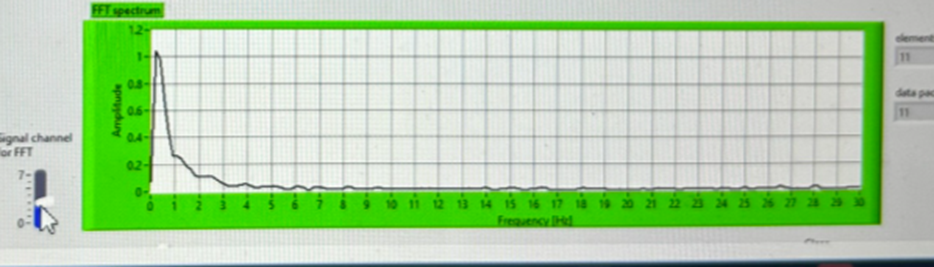 FFT spectrum
1.2
1
0.8
0.6
0.4
0.2
0
Amplitude
0 1 2 3 4 5 6 7 8 9 10 11 12 13 14 15 16 17 18 19 20 21 22 23 24 25 26 27 28 29 30
Frequency [Hz]
signal channel
or FFT
7
0
element
11
data pac